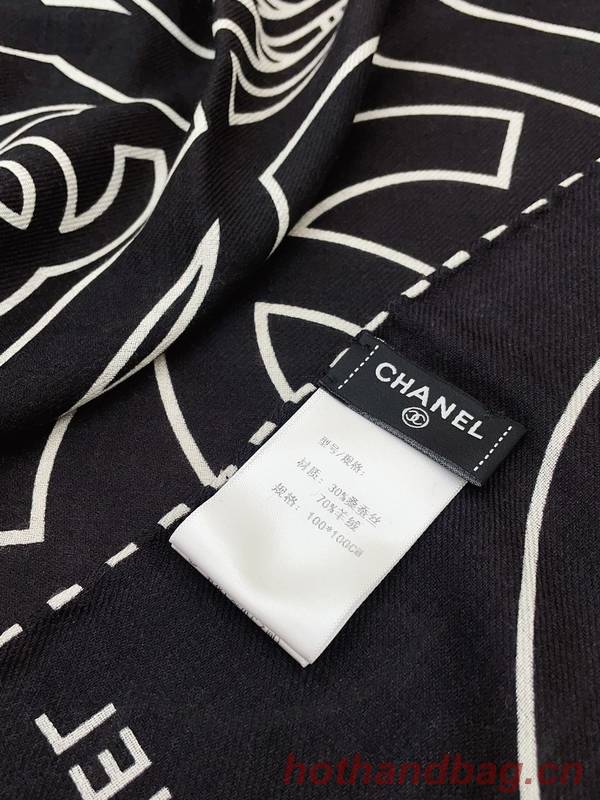 CHANEL
型号/规格:
材质: 30%桑蚕丝
/70%羊绒
规格: 100*100CM
hothandbag.cn